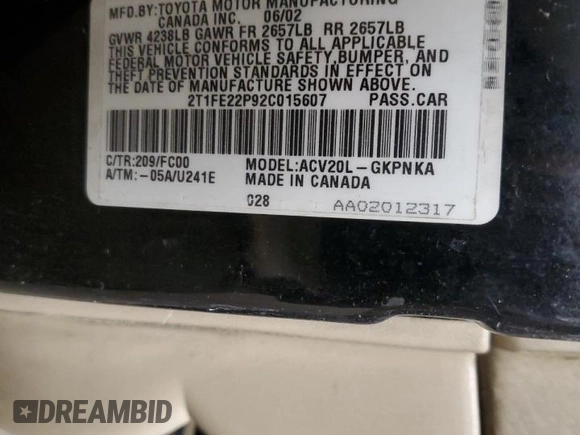 MFD.BY:TOYOTA MOTOR MANUFACTURING
CANADA INC. 06/02
GVWR 4238LB GAWR FR 2657LB RR 2657LB
THIS VEHICLE CONFORMS TO ALL APPLICABLE
FEDERAL MOTOR VEHICLE SAFETY,BUMPER, AND
THEFT PREVENTION STANDARDS IN EFFECT ON
THE DATE OF MANUFACTURE SHOWN ABOVE.
2T1FE22P92C015607 PASS.CAR
C/TR:209/FC00 MODEL:ACV20L-GKPNKA
A/TM:-05A/U241E MADE IN CANADA
C28 AA02012317
DREAMBID